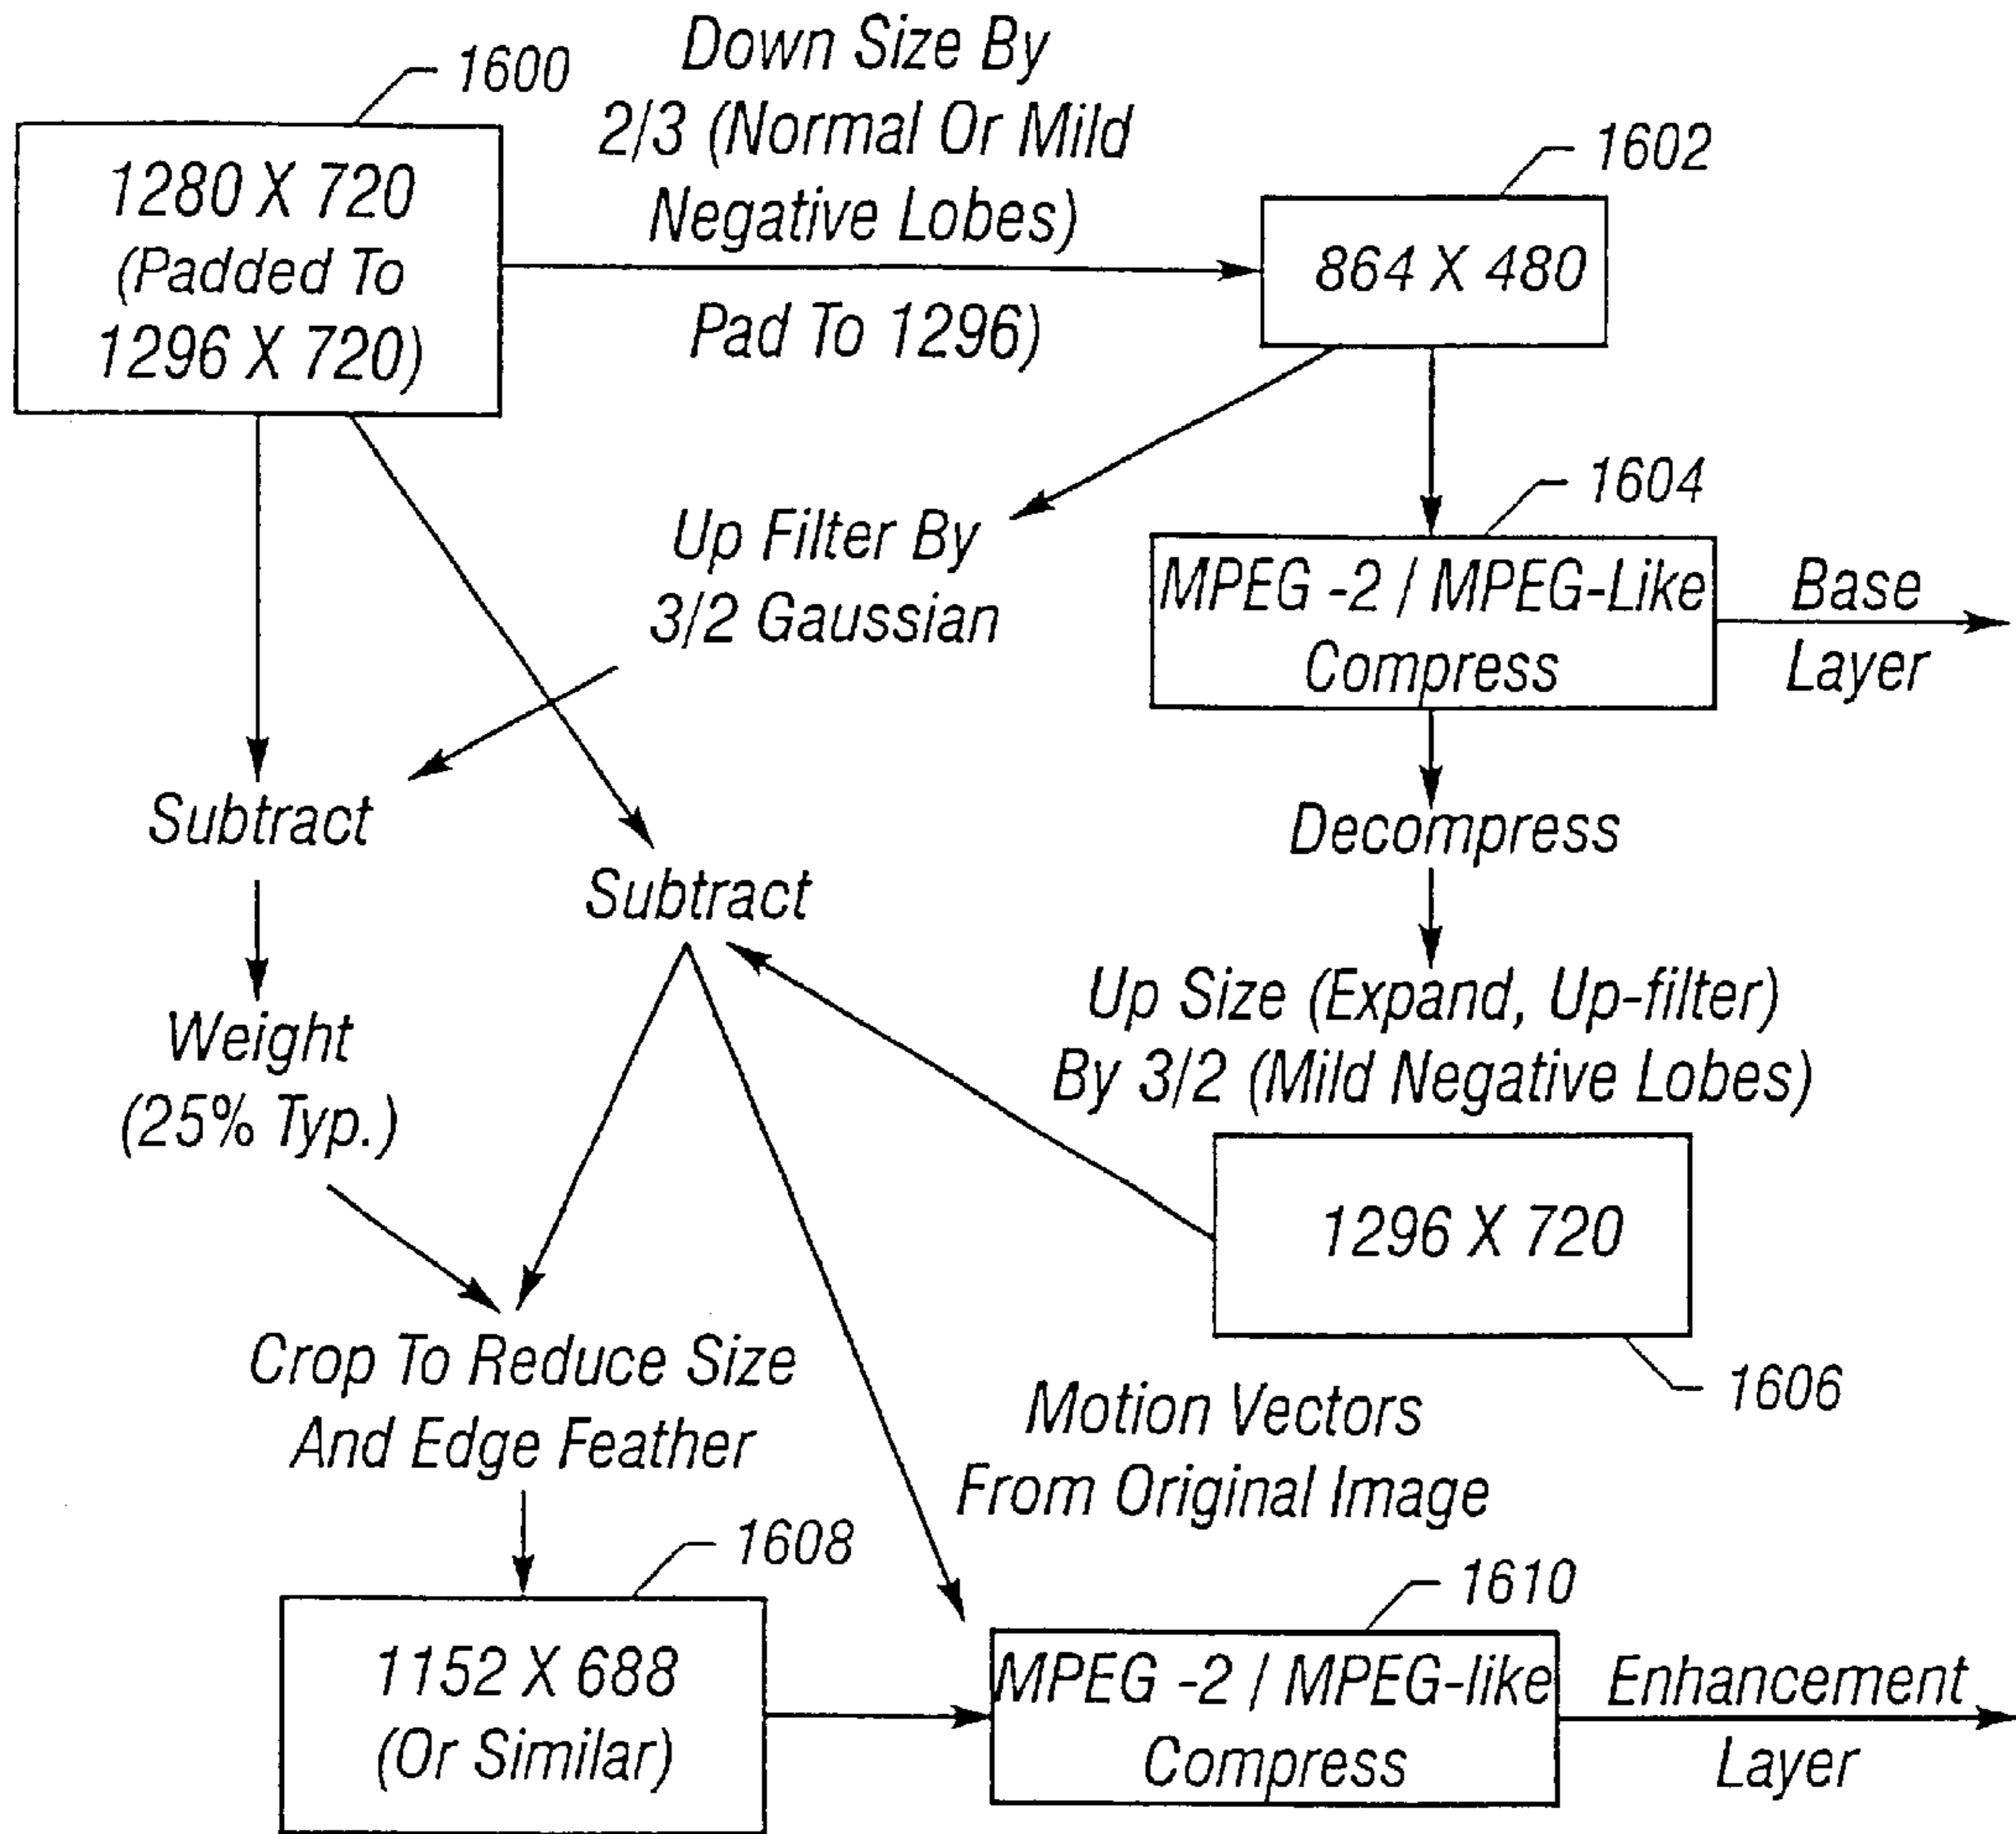 Down Size By
2/3 (Normal Or Mild
Negative Lobes)
Pad To 1296)
1600
1280 X 720
(Padded To
1296 X 720)
1602
864 X 480
1604
MPEG -2 / MPEG-Like
Compress
Base
Layer
Up Filter By
3/2 Gaussian
Subtract
Subtract
Decompress
Weight
(25% Typ.)
Up Size (Expand, Up-filter)
By 3/2 (Mild Negative Lobes)
1296 X 720
1606
Crop To Reduce Size
And Edge Feather
Motion Vectors
From Original Image
1608
1152 X 688
(Or Similar)
1610
MPEG -2 / MPEG-like
Compress
Enhancement
Layer